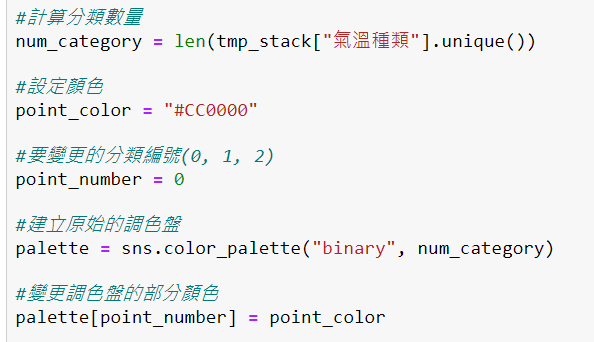 #計算分類數量
num_category = len(tmp_stack["氣溫種類"].unique())
#設定顏色
point_color = "#CC0000"
#要變更的分類編號(0, 1, 2)
point_number = 0
#建立原始的調色盤
palette = sns.color_palette("binary", num_category)
#變更調色盤的部分顏色
palette[point_number] = point_color